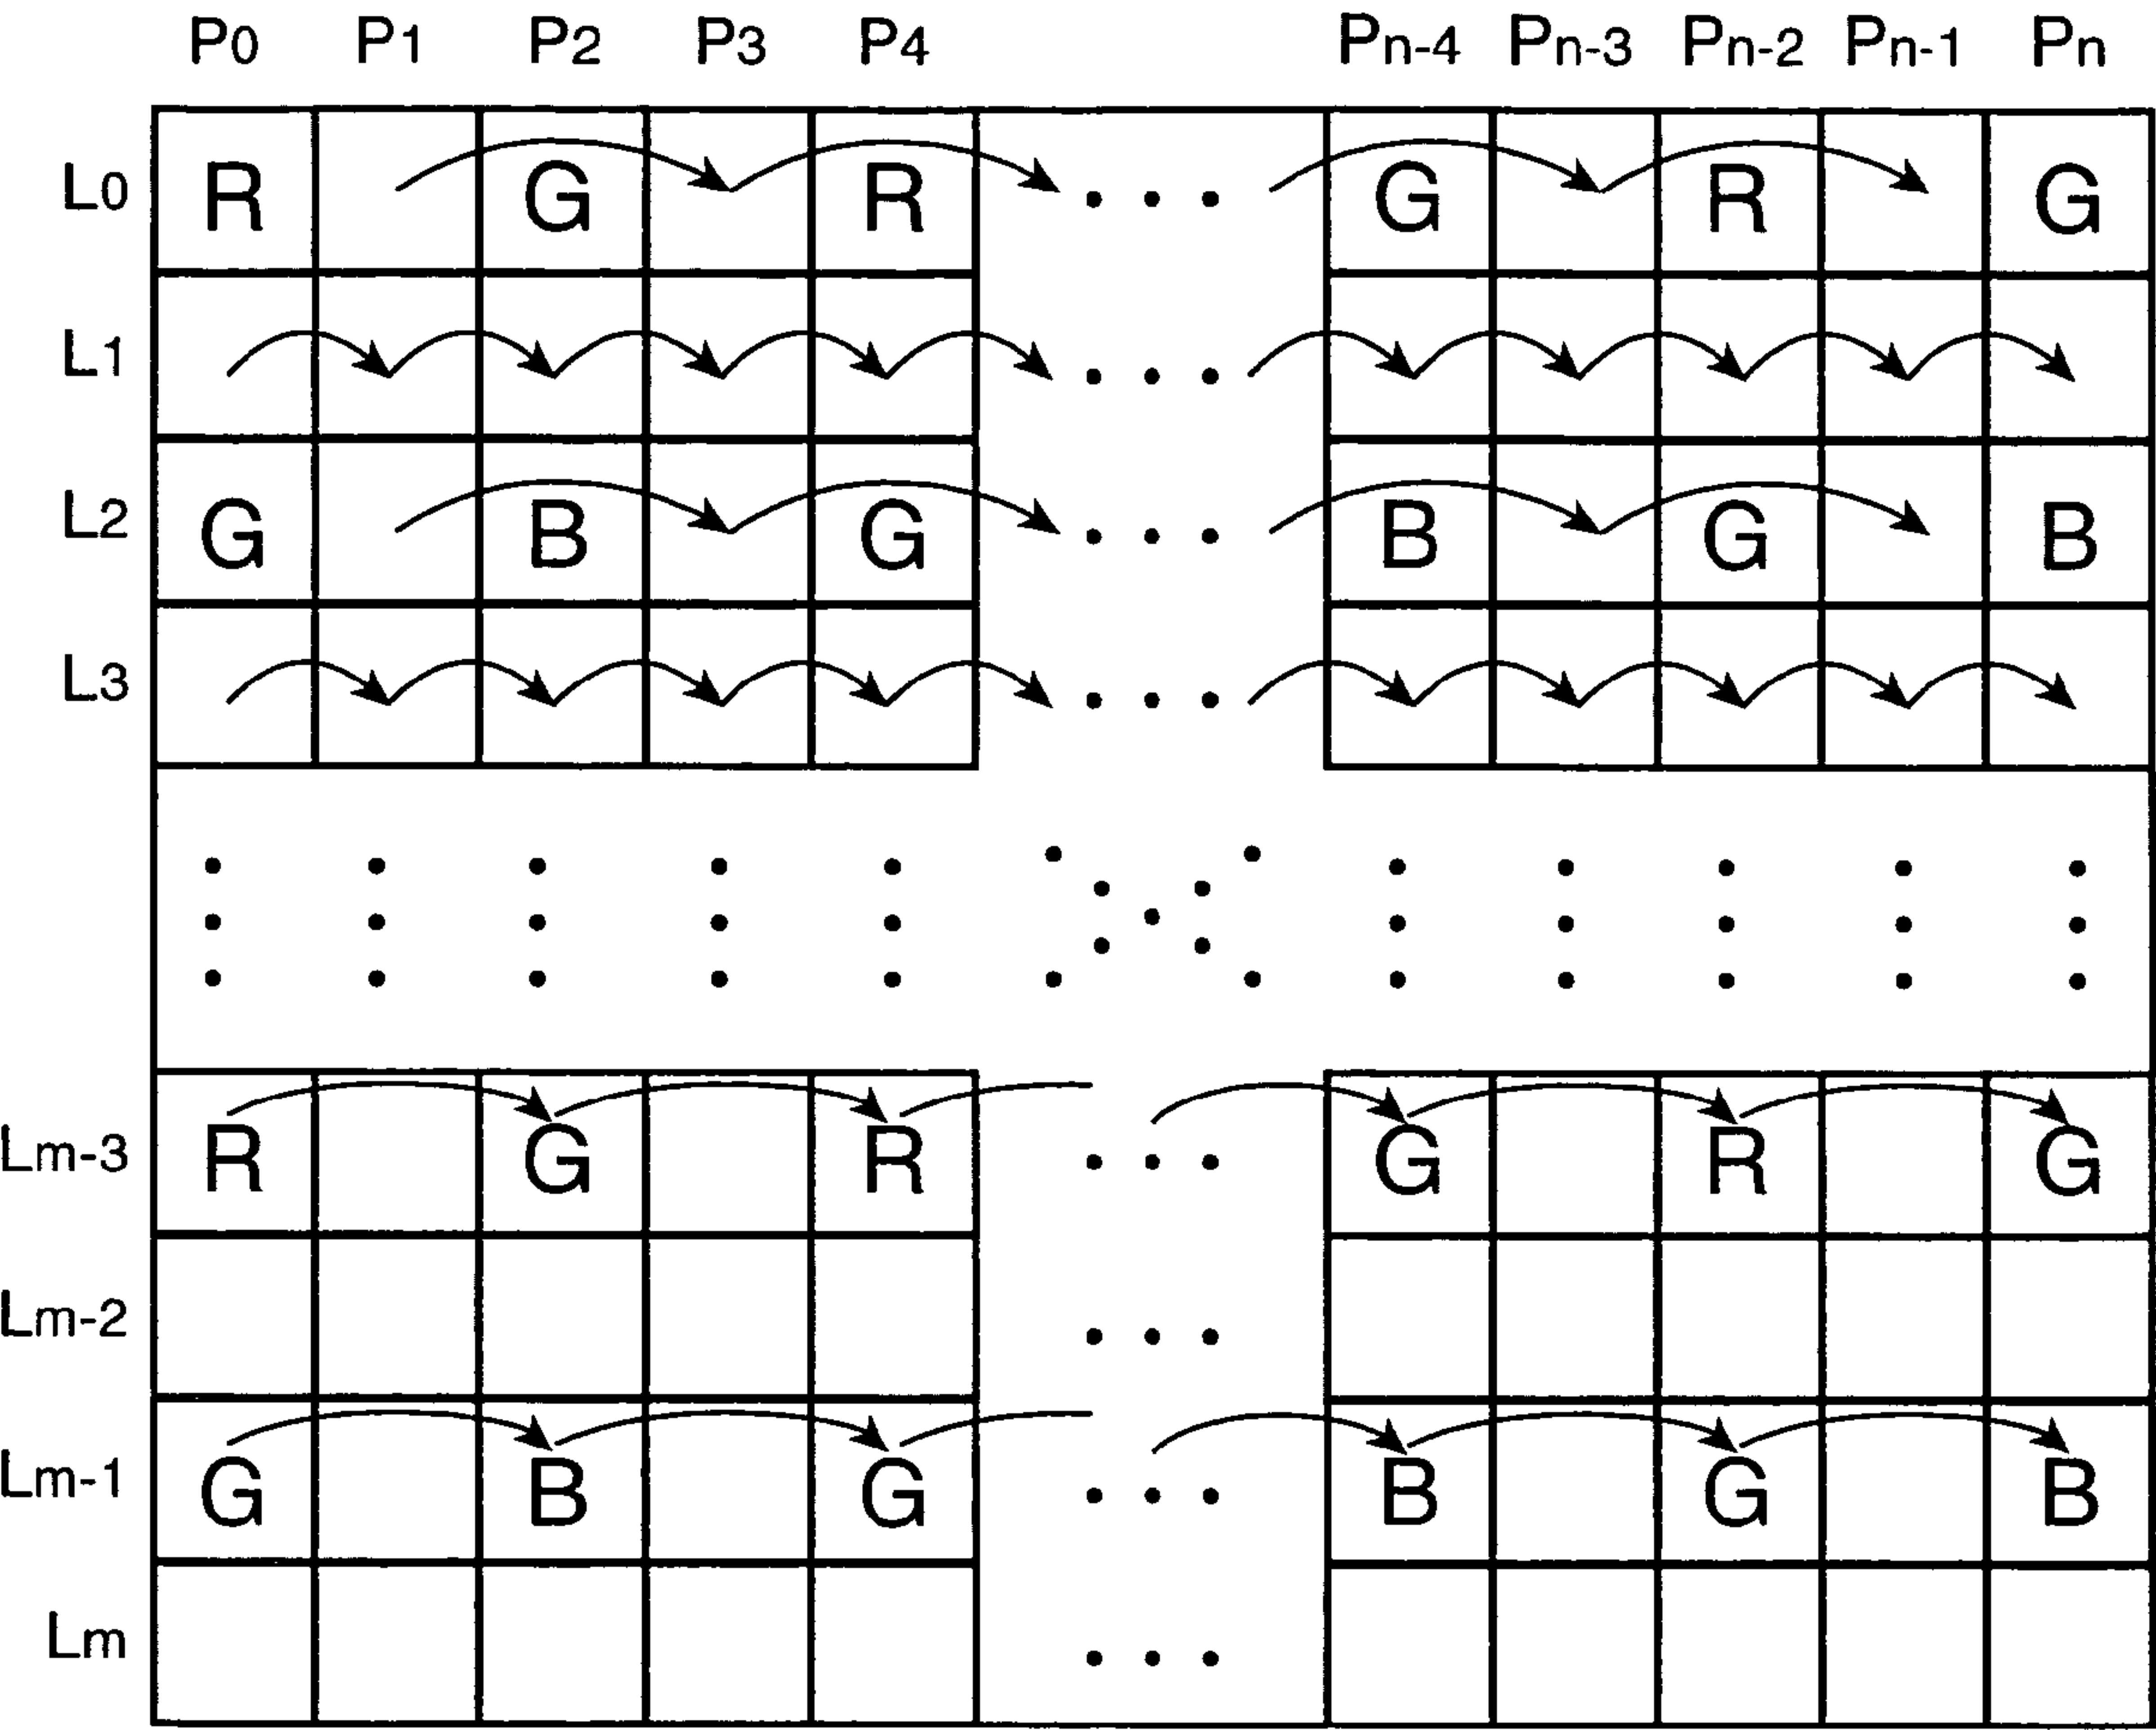 P0 P1 P2 P3 P4 Pn-4 Pn-3 Pn-2 Pn-1 Pn
L0 R G R G R G
L1
L2 G B G B G B
L3
Lm-3 R G R G R G
Lm-2
Lm-1 G B G B G B
Lm